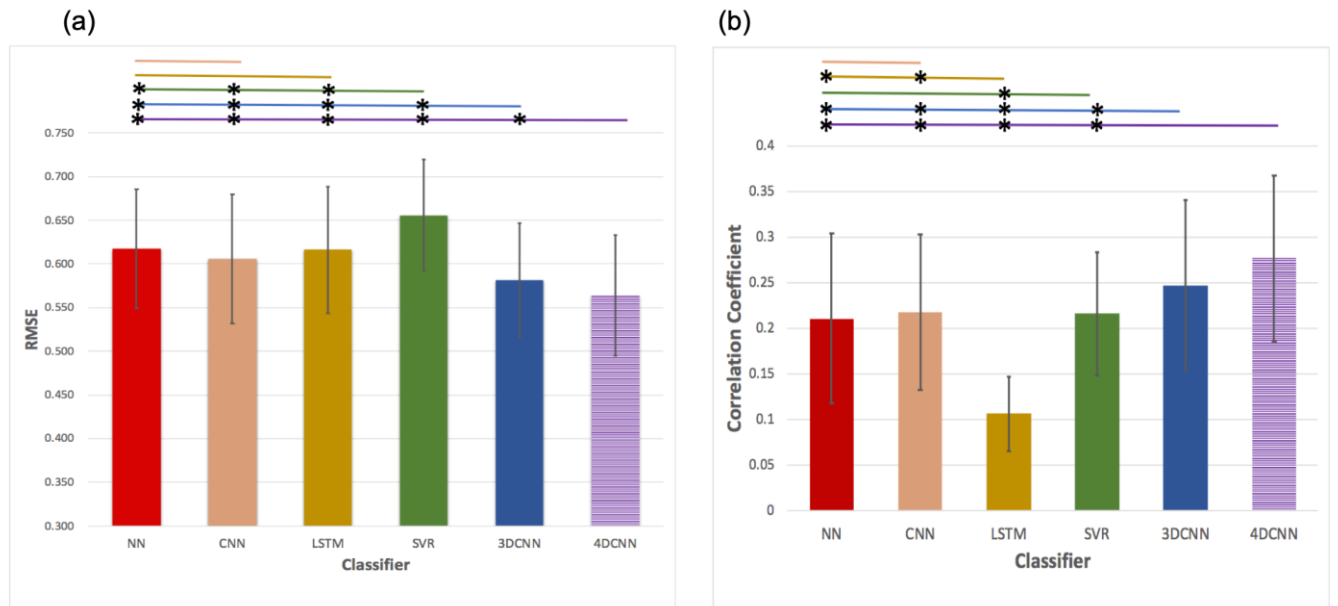 (a)
(b)
* * *
* * * *
* * * * *
0.750
0.700
0.650
0.600
0.550
0.500
0.450
0.400
0.350
0.300
RMSE
NN CNN LSTM SVR 3DCNN 4DCNN
Classifier
* *
*
* * * *
* * * *
0.4
0.35
0.3
0.25
0.2
0.15
0.1
0.05
0
Correlation Coefficient
NN CNN LSTM SVR 3DCNN 4DCNN
Classifier